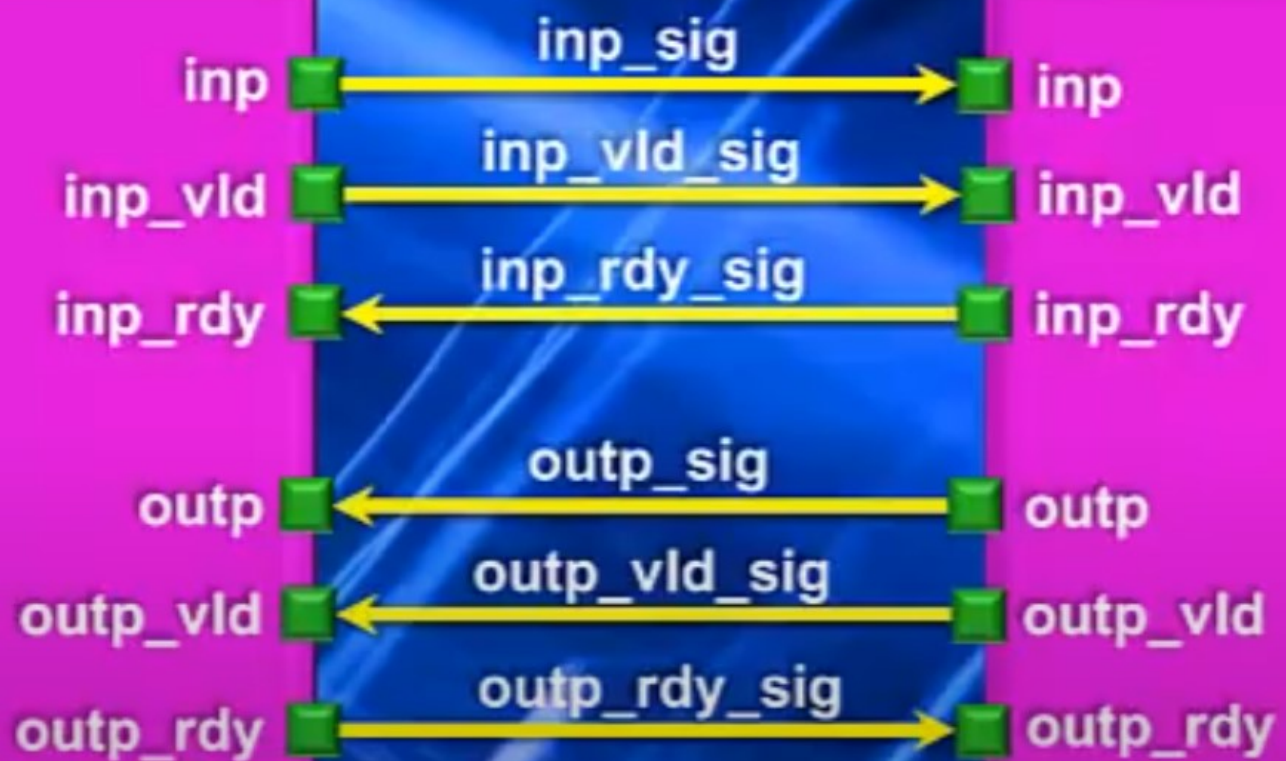 inp_sig
inp inp
inp_vld_sig
inp_vld inp_vld
inp_rdy_sig
inp_rdy inp_rdy
outp_sig
outp outp
outp_vld_sig
outp_vld outp_vld
outp_rdy_sig
outp_rdy outp_rdy